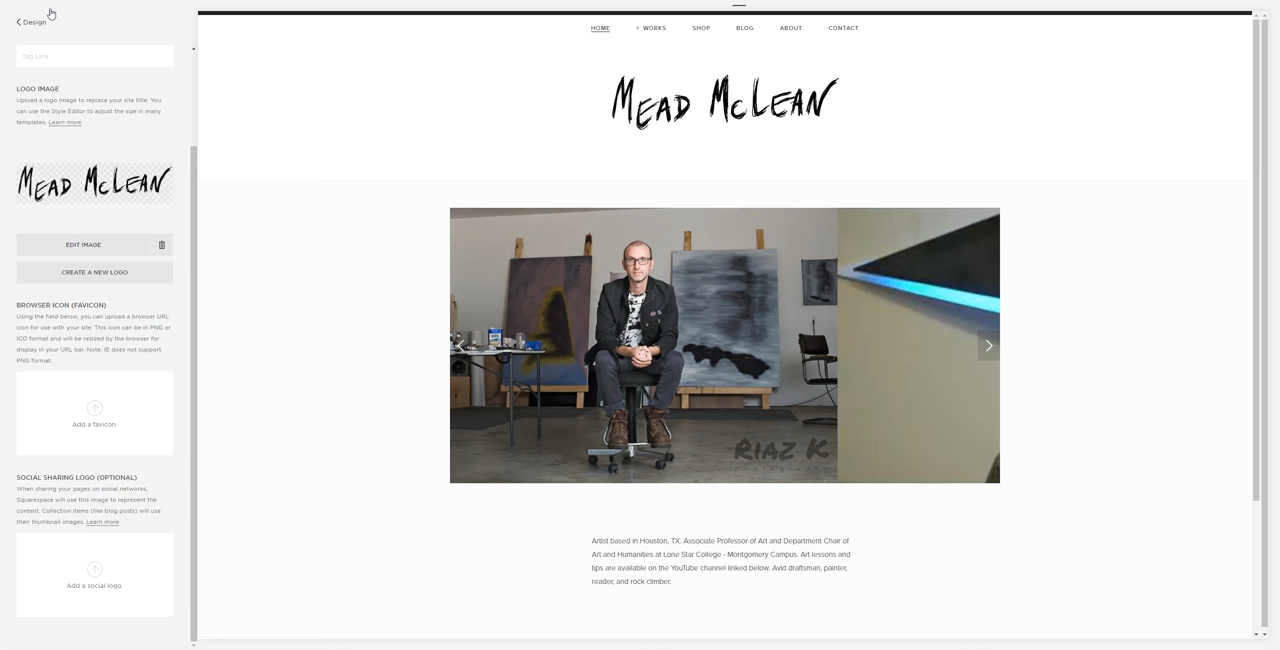 Design
Tag Line
LOGO IMAGE
Upload a logo image to replace your site title. You
can use the Style Editor to adjust the size in many
templates. Learn more
MEAD MCLEAN
EDIT IMAGE
CREATE A NEW LOGO
BROWSER ICON (FAVICON)
Using the field below, you can upload a browser URL
icon for use with your site. This icon can be in PNG or
ICO format and will be resized by the browser for
display in your URL bar. Note: IE does not support
PNG format.
Add a favicon.
SOCIAL SHARING LOGO (OPTIONAL)
When sharing your pages on social networks,
Squarespace will use this image to represent the
content. Collection items (like blog posts) will use
their thumbnail images. Learn more
Add a social logo.
HOME + WORKS SHOP BLOG ABOUT CONTACT
MEAD MCLEAN
RIAZ K
Artist based in Houston, TX. Associate Professor of Art and Department Chair of
Art and Humanities at Lone Star College - Montgomery Campus. Art lessons and
tips are available on the YouTube channel linked below. Avid draftsman, painter,
reader, and rock climber.